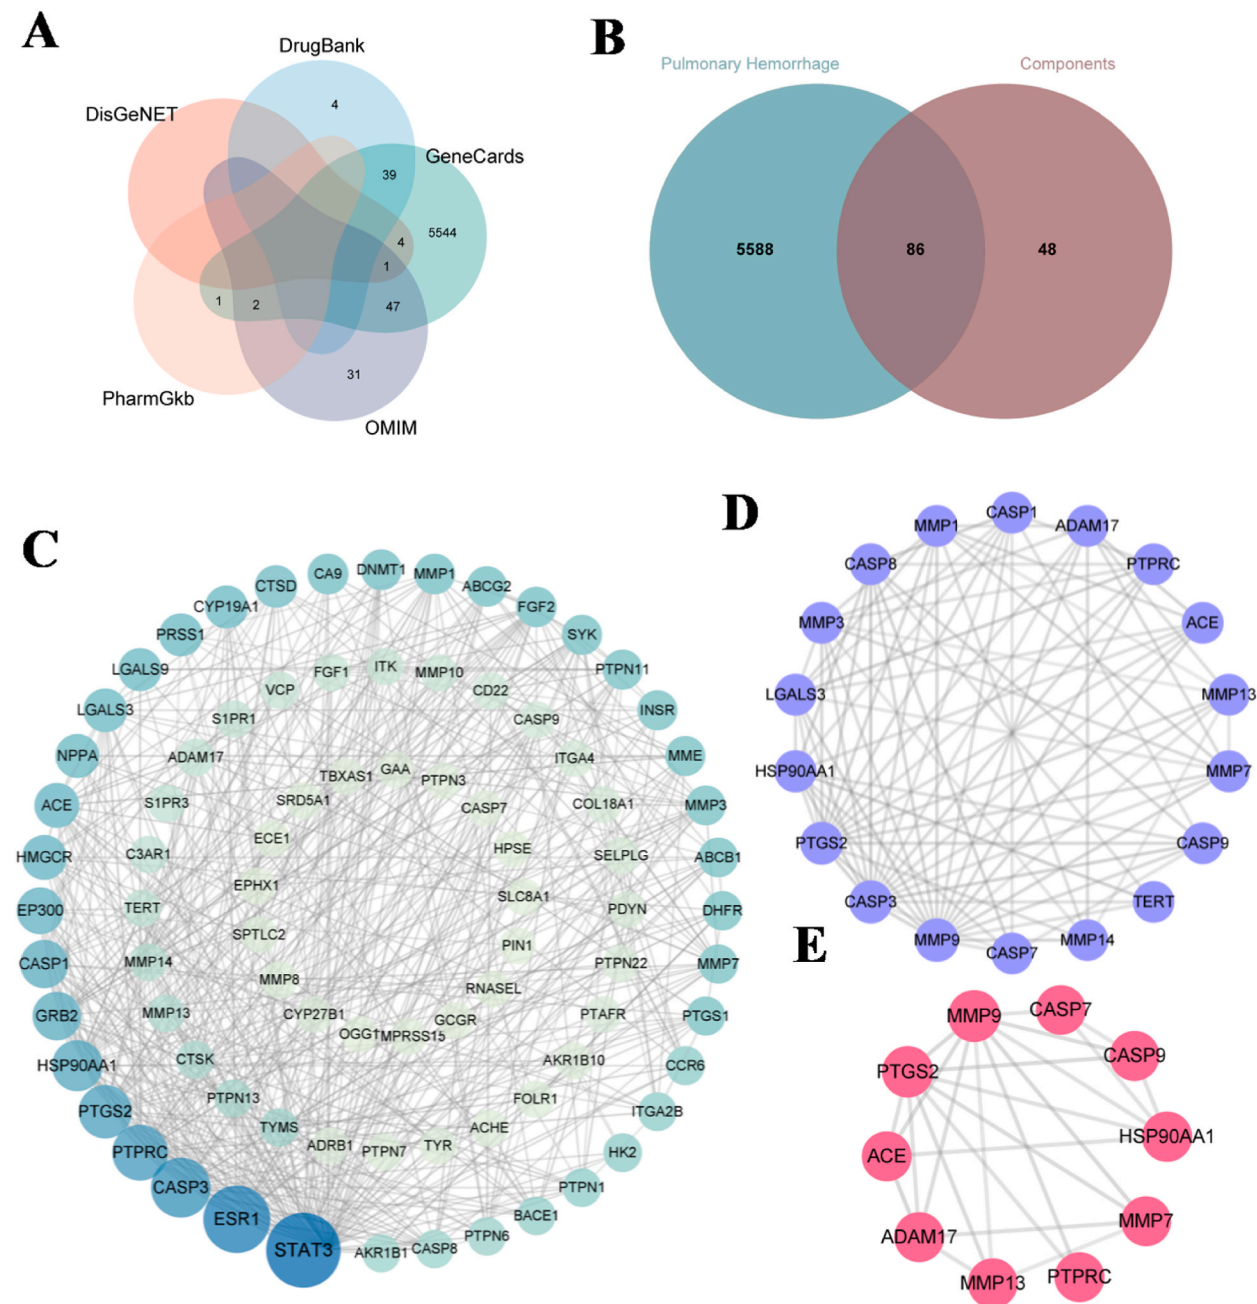 A
DrugBank
4
DisGeNET
GeneCards
39
5544
4
1
1
2
47
31
PharmGkb
OMIM
B
Pulmonary Hemorrhage
Components
5588
86
48
C
CTSD
CA9
DNMT1
MMP1
ABCG2
FGF2
SYK
PTPN11
INSR
MME
MMP3
ABCB1
DHFR
MMP7
PTGS1
CCR6
ITGA2B
HK2
PTPN1
BACE1
PTPN6
CASP8
AKR1B1
STAT3
ESR1
CASP3
PTPRC
PTGS2
HSP90AA1
GRB2
CASP1
EP300
HMGCR
ACE
NPPA
LGALS3
LGALS9
PRSS1
CYP19A1
VCP
FGF1
ITK
MMP10
CD22
CASP9
ITGA4
COL18A1
SELPLG
PDYN
PTPN22
PTAFR
AKR1B10
FOLR1
ACHE
TYR
PTPN7
ADRB1
TYMS
PTPN13
CTSK
MMP13
MMP14
TERT
C3AR1
S1PR3
ADAM17
S1PR1
TBXAS1
GAA
PTPN3
CASP7
HPSE
SLC8A1
PIN1
RNASEL
GCGR
MPRSS15
OGG1
CYP27B1
MMP8
SPTLC2
EPHX1
ECE1
SRD5A1
D
CASP1
ADAM17
PTPRC
ACE
MMP13
MMP7
CASP9
TERT
MMP14
CASP7
MMP9
CASP3
PTGS2
HSP90AA1
LGALS3
MMP3
CASP8
MMP1
E
MMP9
CASP7
CASP9
HSP90AA1
MMP7
PTPRC
MMP13
ADAM17
ACE
PTGS2